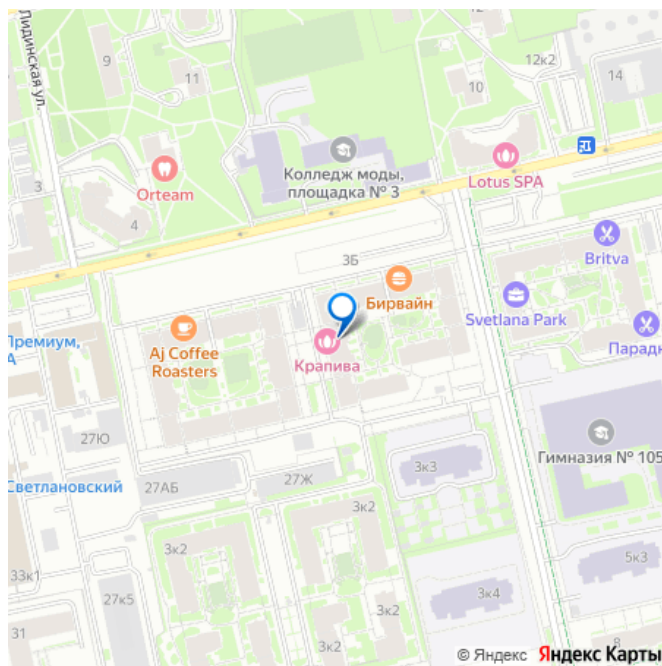 Лидинская ул.
9
11
12к2
14
10
Колледж моды,
площадка № 3
Lotus SPA
Orteam
3
4
3Б
Britva
Бирвайн
Svetlana Park
Премиум,
А
Aj Coffee
Roasters
Крапива
Парадк
27Ю
Гимназия № 105
Светлановский
27АБ
27Ж
3к3
3к2
3к2
3к2
5к3
33к1
27к5
3к4
3к2
31
3к2
8
© Яндекс Яндекс Карты